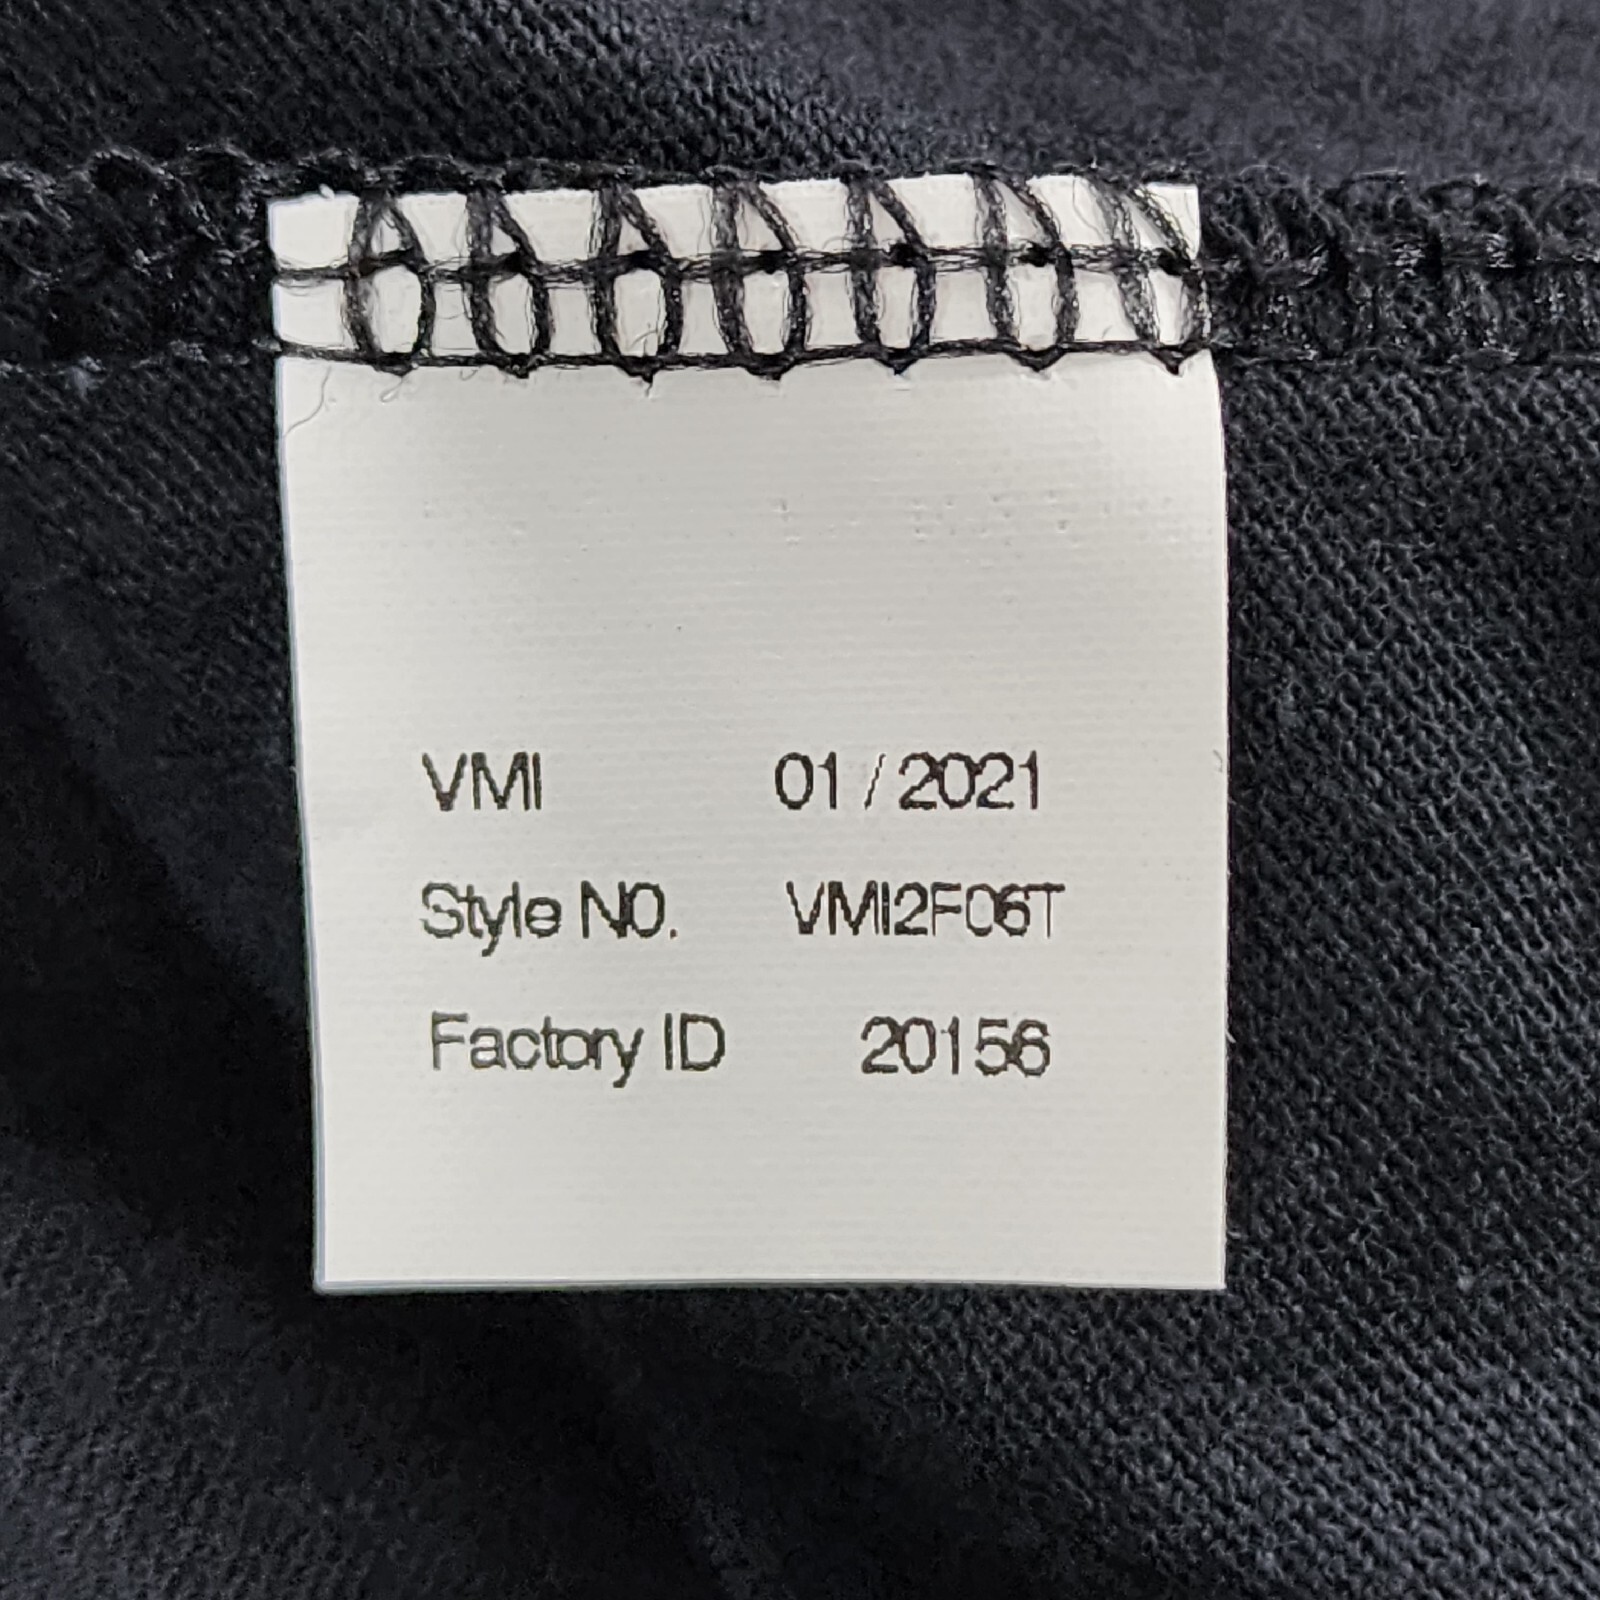 VMI 01 / 2021
Style N0. VMI2F06T
Factory ID 20156